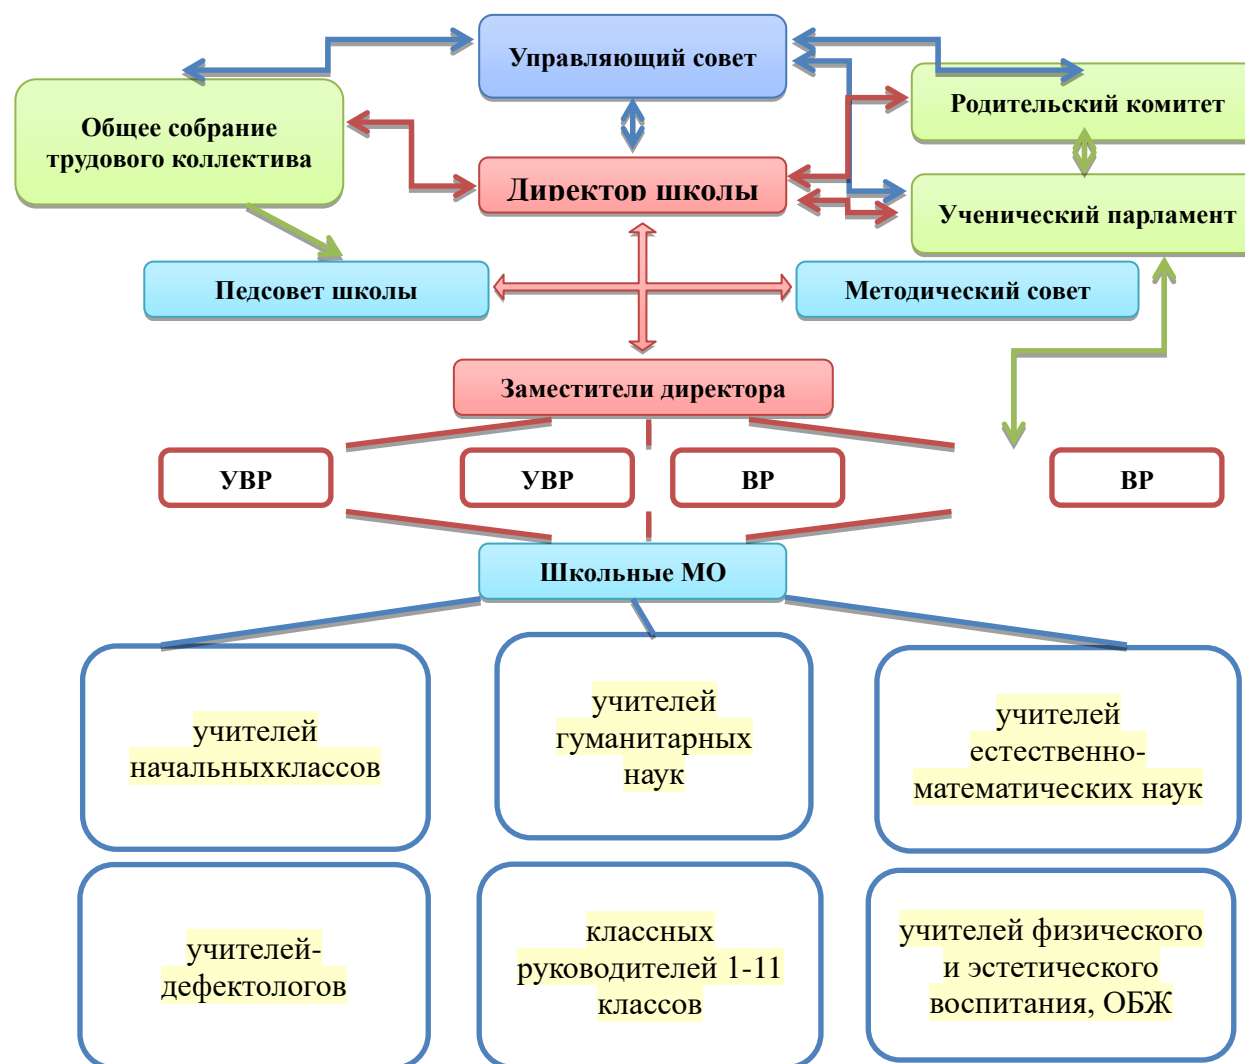 Управляющий совет
Общее собрание
трудового коллектива
Родительский комитет
Директор школы
Ученический парламент
Педсовет школы
Методический совет
Заместители директора
УВР
УВР
ВР
ВР
Школьные МО
учителей
начальныхклассов
учителей
гуманитарных
наук
учителей
естественно-
математических наук
учителей-
дефектологов
классных
руководителей 1-11
классов
учителей физического
и эстетического
воспитания, ОБЖ